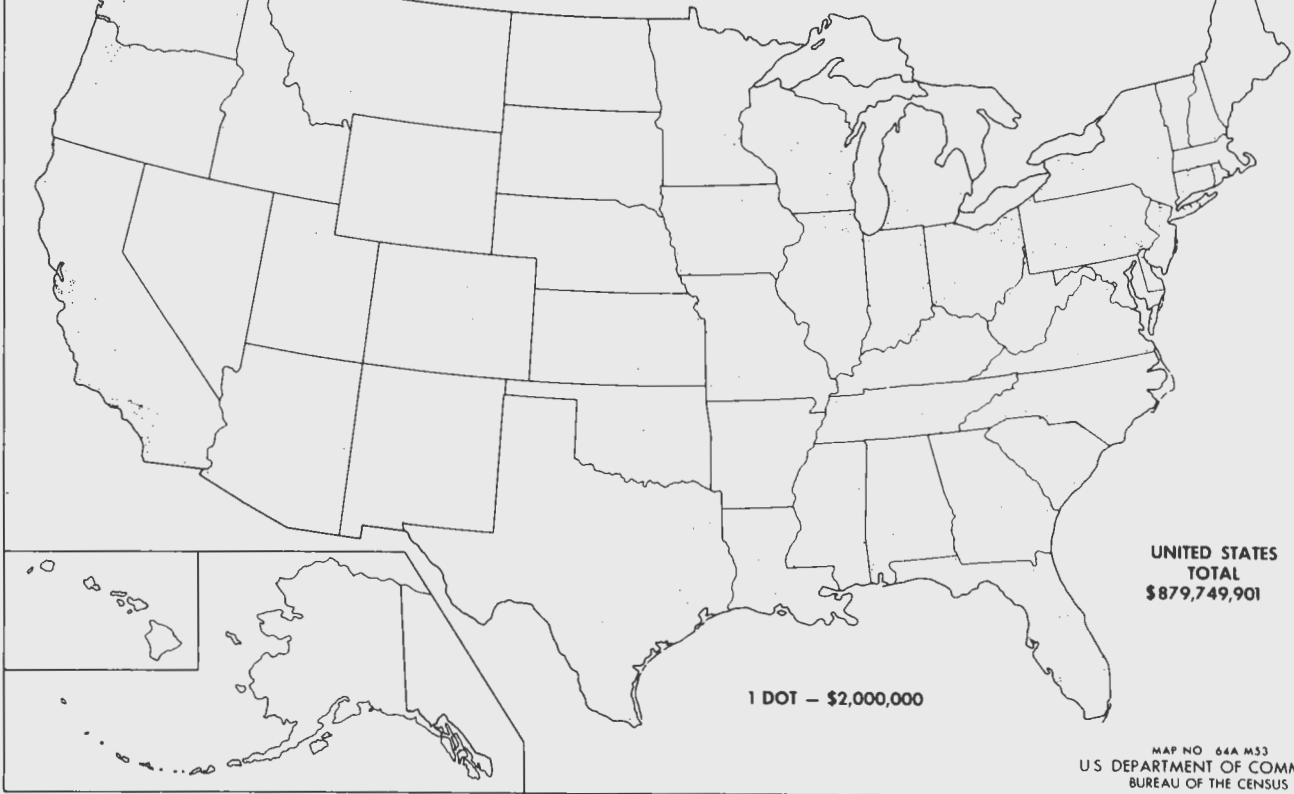 UNITED STATES
TOTAL
$879,749,901
1 DOT – $2,000,000
MAP NO 64A M53
U S DEPARTMENT OF COMM
BUREAU OF THE CENSUS